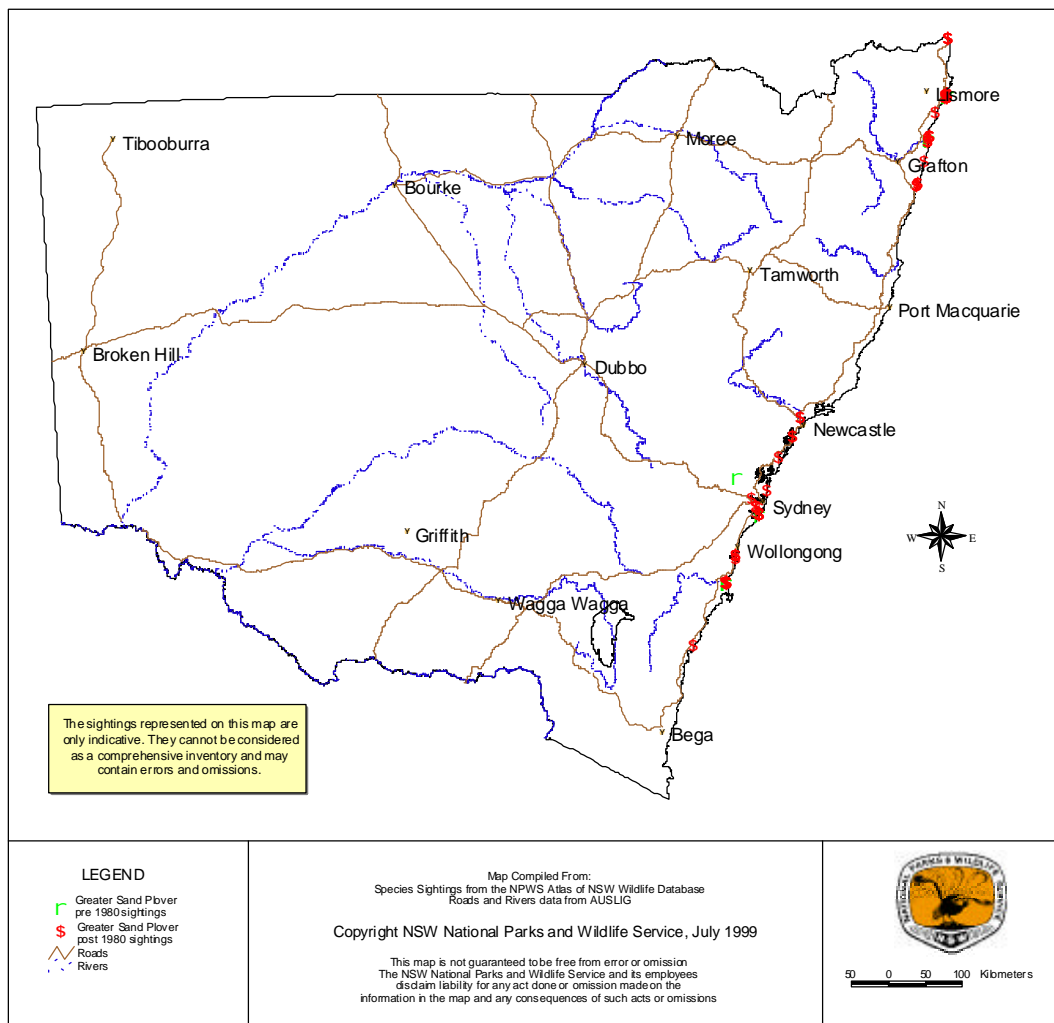 $
Lismore
Tibooburra
Moree
Grafton
Bourke
Tamworth
Port Macquarie
Broken Hill
Dubbo
Newcastle
r
Sydney
Griffith
Wollongong
Wagga Wagga
Bega
N
W E
S
The sightings represented on this map are
only indicative. They cannot be considered
as a comprehensive inventory and may
contain errors and omissions.
LEGEND
r Greater Sand Plover
pre 1980 sightings
$ Greater Sand Plover
post 1980 sightings
Roads
Rivers
Map Compiled From:
Species Sightings from the NPWS Atlas of NSW Wildlife Database
Roads and Rivers data from AUSLIG
Copyright NSW National Parks and Wildlife Service, July 1999
This map is not guaranteed to be free from error or omission
The NSW National Parks and Wildlife Service and its employees
disclaim liability for any act done or omission made on the
information in the map and any consequences of such acts or omissions
NATIONAL PARKS & WILDLIFE SERVICE
50 0 50 100 Kilometers